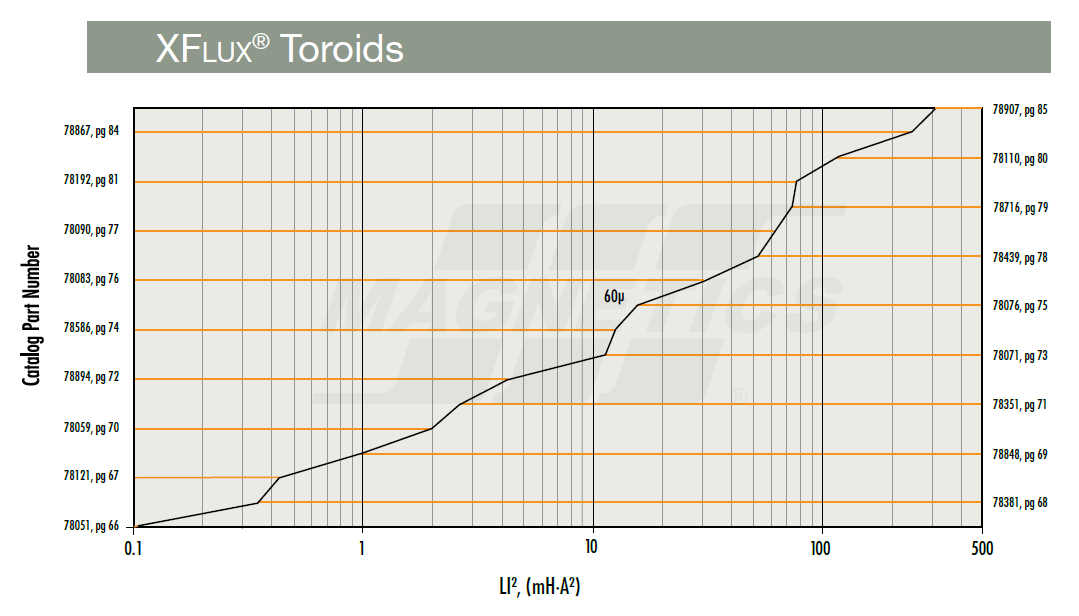 XFLUX® Toroids
78867, pg 84
78192, pg 81
78090, pg 77
78083, pg 76
78586, pg 74
78894, pg 72
78059, pg 70
78121, pg 67
78051, pg 66
Catalog Part Number
60µ
MAGNETICS
®
78907, pg 85
78110, pg 80
78716, pg 79
78439, pg 78
78076, pg 75
78071, pg 73
78351, pg 71
78848, pg 69
78381, pg 68
0.1 1 10 100 500
LI², (mH·A²)